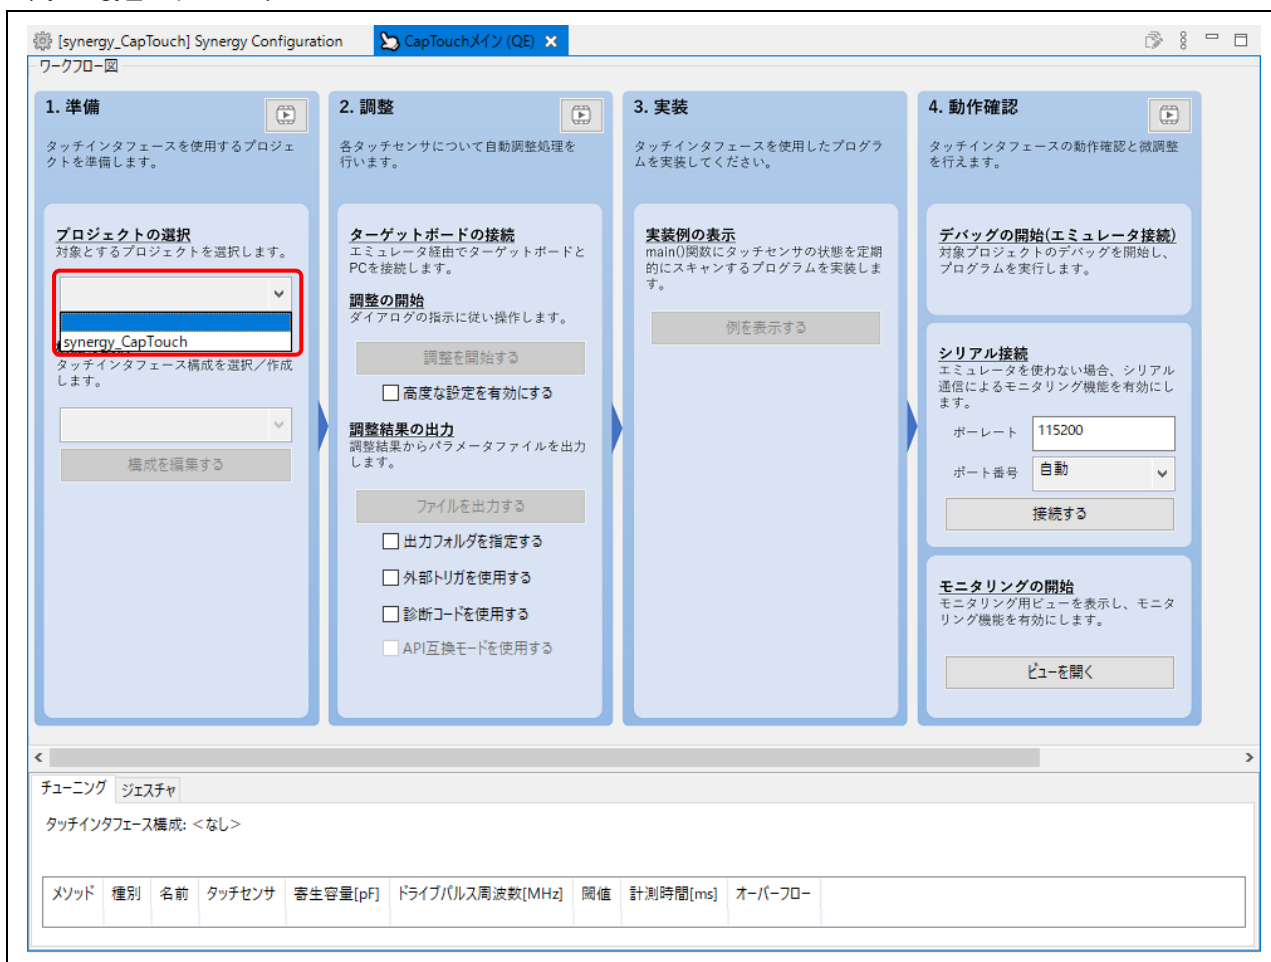 [synergy_CapTouch] Synergy Configuration
CapTouchメイン (QE)
ワークフロー図
1. 準備
タッチインタフェースを使用するプロジェ
クトを準備します。
プロジェクトの選択
対象とするプロジェクトを選択します。
synergy_CapTouch
タッチインタフェース構成を選択／作成
します。
構成を編集する
2. 調整
各タッチセンサについて自動調整処理を
行います。
ターゲットボードの接続
エミュレータ経由でターゲットボードと
PCを接続します。
調整の開始
ダイアログの指示に従い操作します。
調整を開始する
高度な設定を有効にする
調整結果の出力
調整結果からパラメータファイルを出力
します。
ファイルを出力する
出力フォルダを指定する
外部トリガを使用する
診断コードを使用する
API互換モードを使用する
3. 実装
タッチインタフェースを使用したプログラ
ムを実装してください。
実装例の表示
main()関数にタッチセンサの状態を定期
的にスキャンするプログラムを実装しま
す。
例を表示する
4. 動作確認
タッチインタフェースの動作確認と微調整
を行えます。
デバッグの開始(エミュレータ接続)
対象プロジェクトのデバッグを開始し、
プログラムを実行します。
シリアル接続
エミュレータを使わない場合、シリアル
通信によるモニタリング機能を有効にし
ます。
ボーレート 115200
ポート番号 自動
接続する
モニタリングの開始
モニタリング用ビューを表示し、モニタ
リング機能を有効にします。
ビューを開く
チューニング ジェスチャ
タッチインタフェース構成: <なし>
メソッド 種別 名前 タッチセンサ 寄生容量[pF] ドライブパルス周波数[MHz] 閾値 計測時間[ms] オーバーフロー